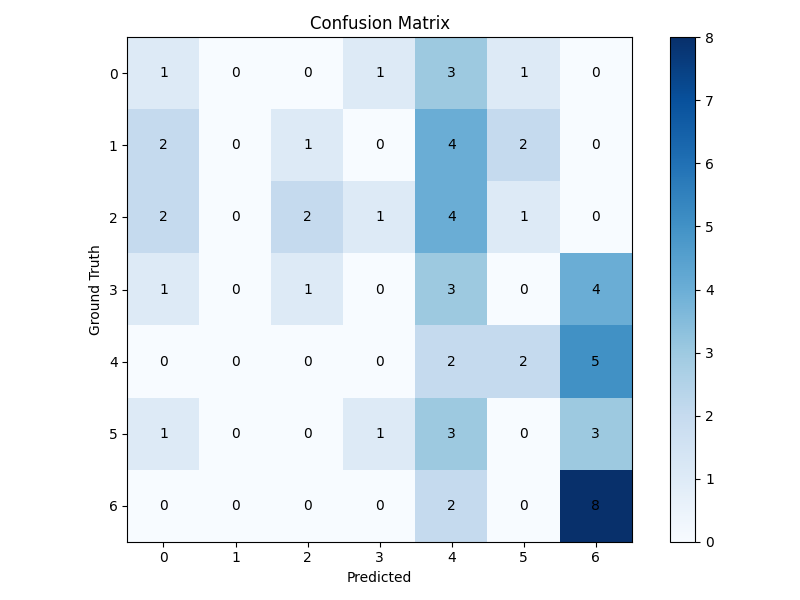 Confusion Matrix
Ground Truth
0 1 0 0 1 3 1 0
1 2 0 1 0 4 2 0
2 2 0 2 1 4 1 0
3 1 0 1 0 3 0 4
4 0 0 0 0 2 2 5
5 1 0 0 1 3 0 3
6 0 0 0 0 2 0 8
0 1 2 3 4 5 6
Predicted
8
7
6
5
4
3
2
1
0